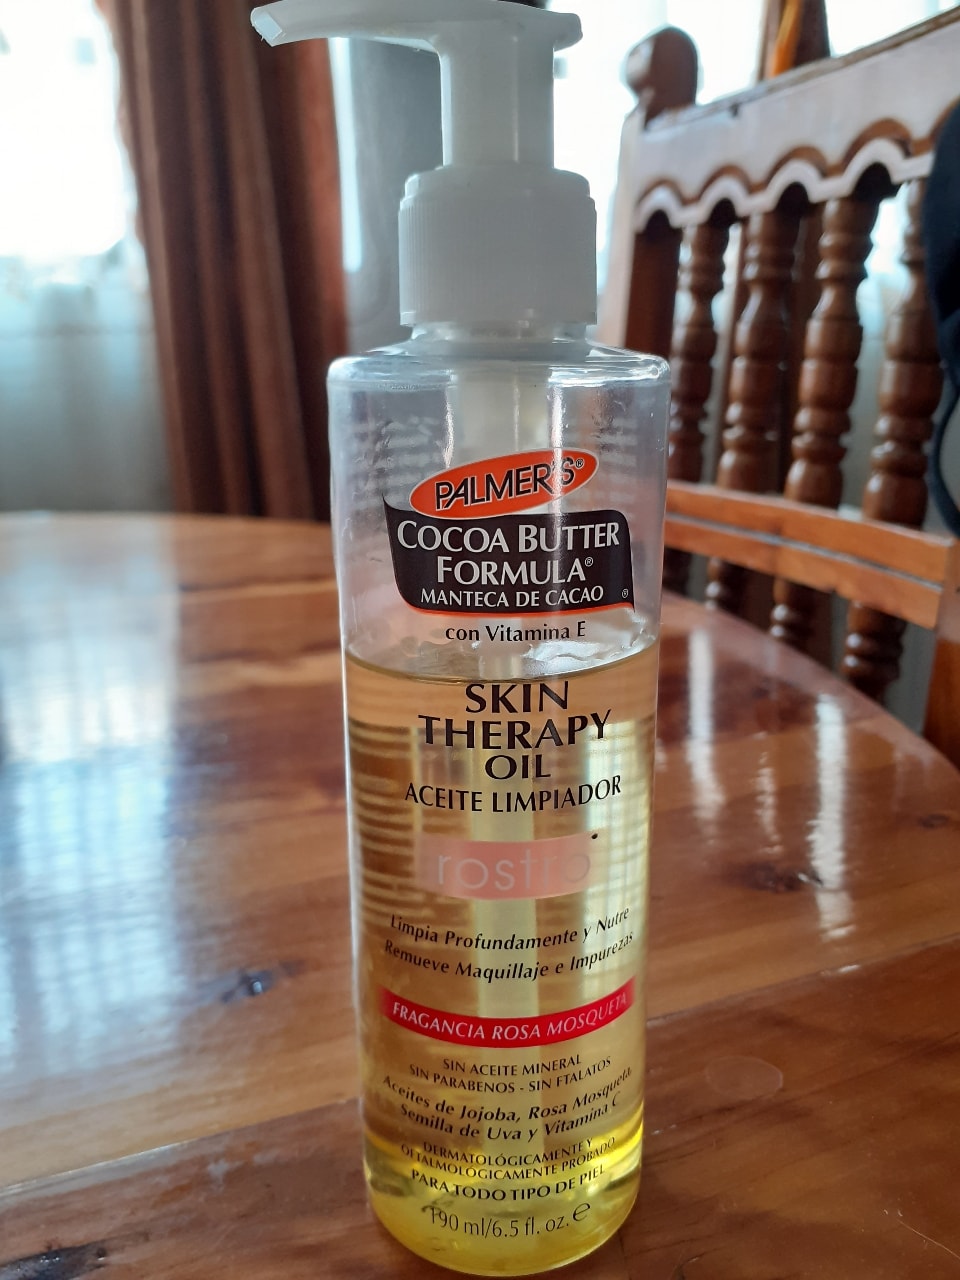 PALMER'S®
COCOA BUTTER
FORMULA®
MANTECA DE CACAO ®
con Vitamina E
SKIN
THERAPY
OIL
ACEITE LIMPIADOR
rostro
Limpia Profundamente y Nutre
Remueve Maquillaje e Impurezas
FRAGANCIA ROSA MOSQUETA
SIN ACEITE MINERAL
SIN PARABENOS - SIN FTALATOS
Aceites de Jojoba, Rosa Mosqueta,
Semilla de Uva y Vitamina C
DERMATOLÓGICAMENTE Y
OFTALMOLÓGICAMENTE PROBADO
PARA TODO TIPO DE PIEL
190 ml/6.5 fl. oz. ℮